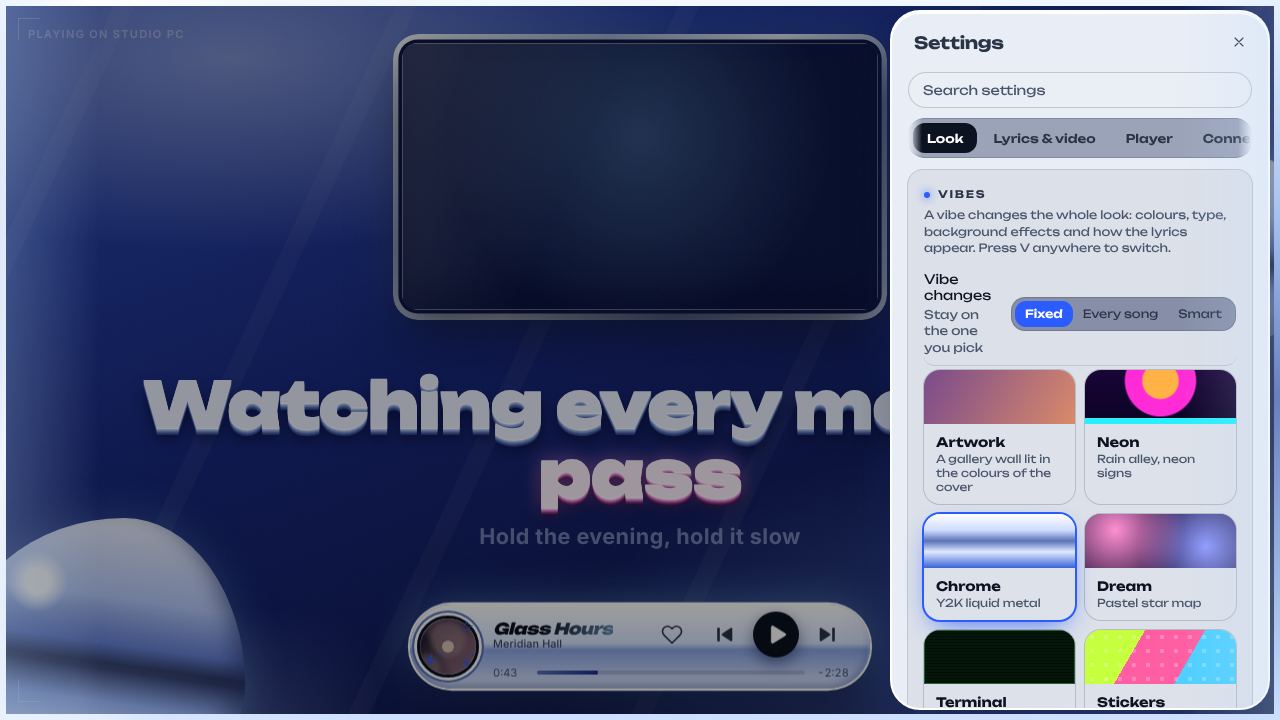 PLAYING ON STUDIO PC
Watching every
pass
Hold the evening, hold it slow
Glass Hours
Meridian Hall
0:43
-2:28
Settings
Search settings
Look
Lyrics & video
Player
VIBES
A vibe changes the whole look: colours, type,
background effects and how the lyrics
appear. Press V anywhere to switch.
Vibe
changes
Stay on
the one
you pick
Fixed
Every song
Smart
Artwork
A gallery wall lit in
the colours of the
cover
Neon
Rain alley, neon
signs
Chrome
Y2K liquid metal
Dream
Pastel star map
Terminal
Stickers